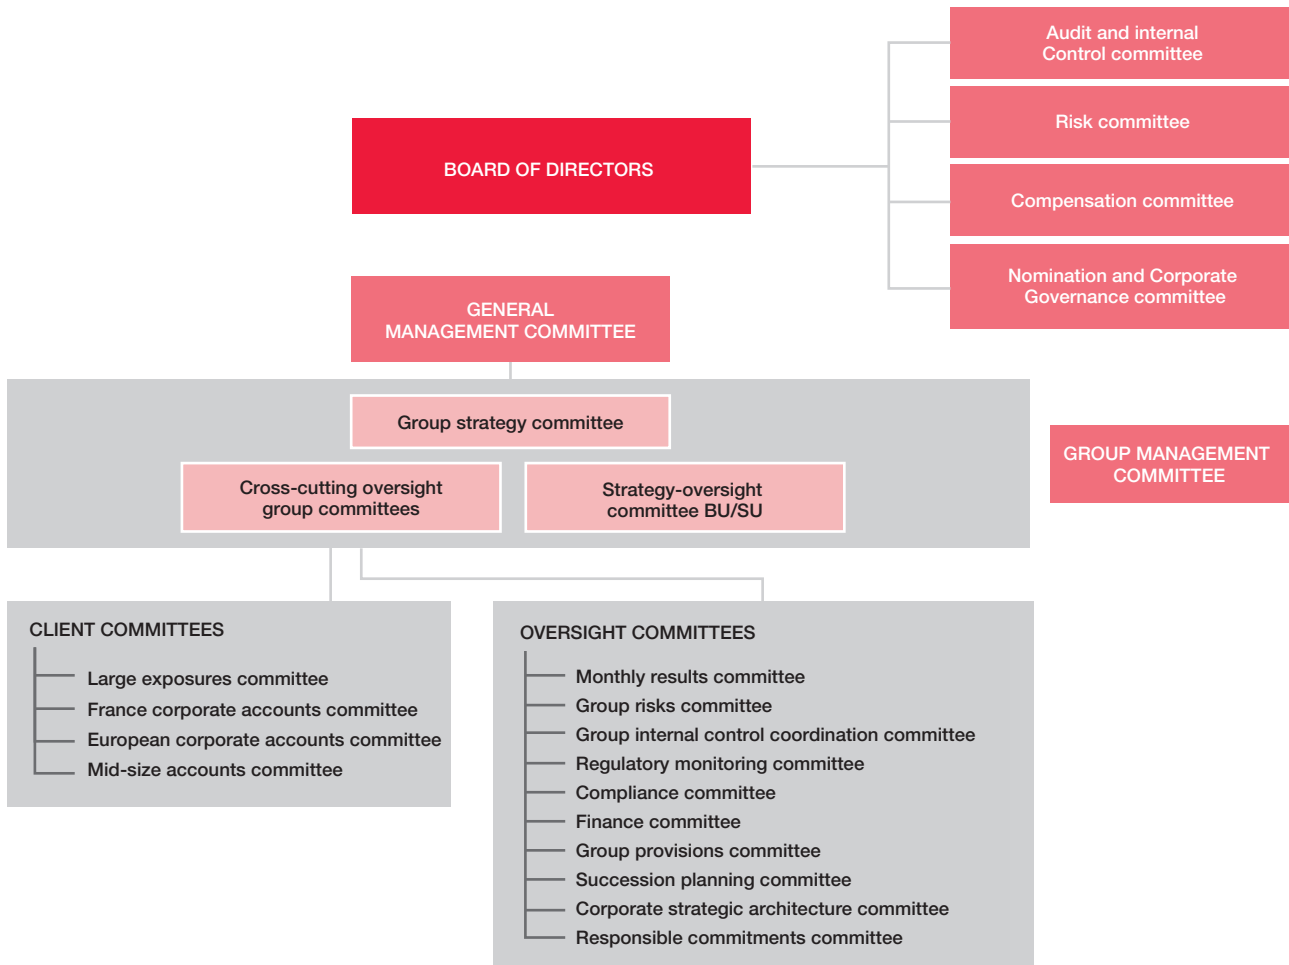 Audit and internal
Control committee
Risk committee
BOARD OF DIRECTORS
Compensation committee
Nomination and Corporate
Governance committee
GENERAL
MANAGEMENT COMMITTEE
Group strategy committee
GROUP MANAGEMENT
COMMITTEE
Cross-cutting oversight
group committees
Strategy-oversight
committee BU/SU
CLIENT COMMITTEES
Large exposures committee
France corporate accounts committee
European corporate accounts committee
Mid-size accounts committee
OVERSIGHT COMMITTEES
Monthly results committee
Group risks committee
Group internal control coordination committee
Regulatory monitoring committee
Compliance committee
Finance committee
Group provisions committee
Succession planning committee
Corporate strategic architecture committee
Responsible commitments committee